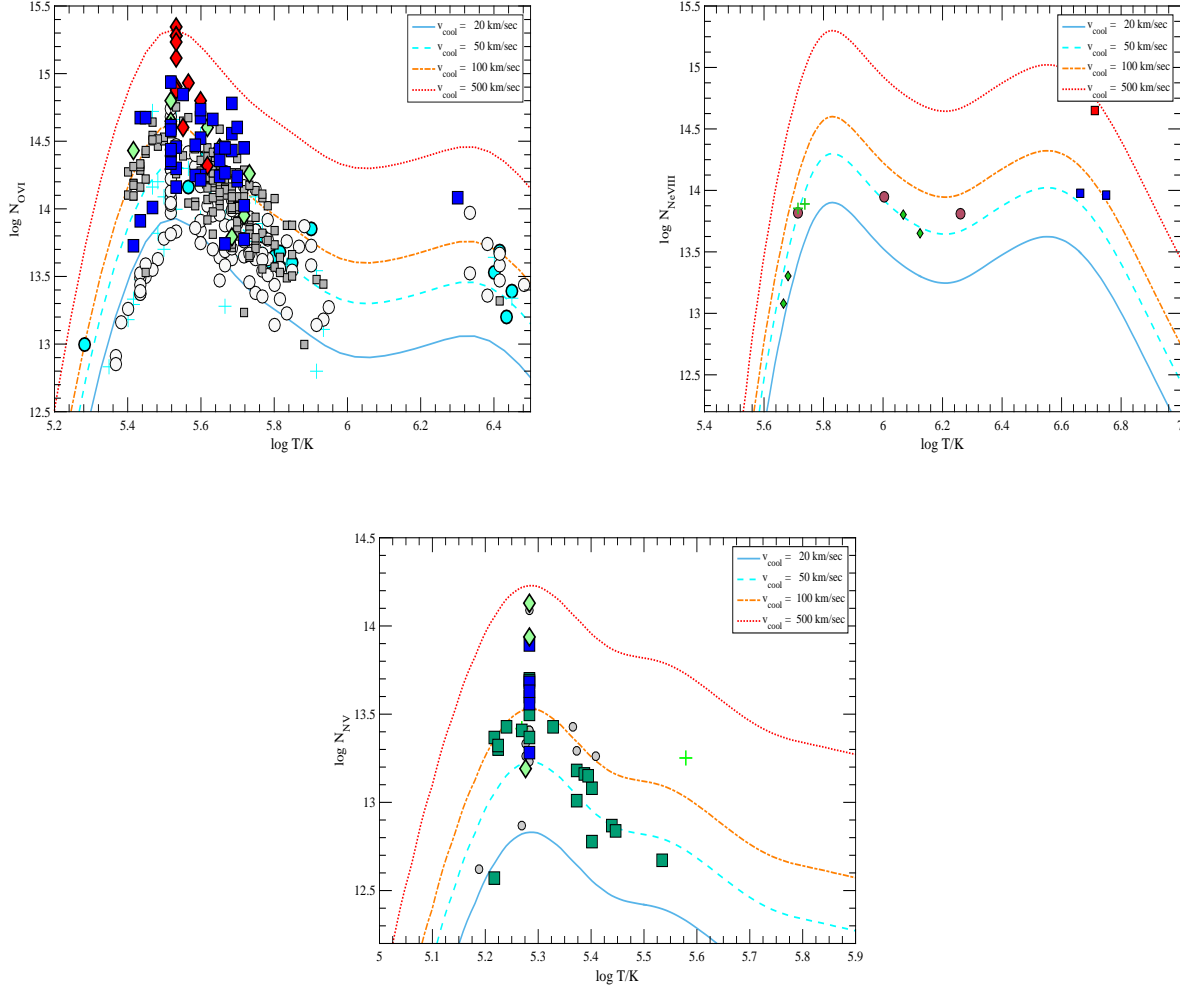 v_cool = 20 km/sec
v_cool = 50 km/sec
v_cool = 100 km/sec
v_cool = 500 km/sec
15.5
15
14.5
14
13.5
13
12.5
log N_OVI
5.2 5.4 5.6 5.8 6 6.2 6.4
log T/K
v_cool = 20 km/sec
v_cool = 50 km/sec
v_cool = 100 km/sec
v_cool = 500 km/sec
15.5
15
14.5
14
13.5
13
12.5
log N_NeVIII
5.4 5.6 5.8 6 6.2 6.4 6.6 6.8 7
log T/K
v_cool = 20 km/sec
v_cool = 50 km/sec
v_cool = 100 km/sec
v_cool = 500 km/sec
14.5
14
13.5
13
12.5
log N_NV
5 5.1 5.2 5.3 5.4 5.5 5.6 5.7 5.8 5.9
log T/K